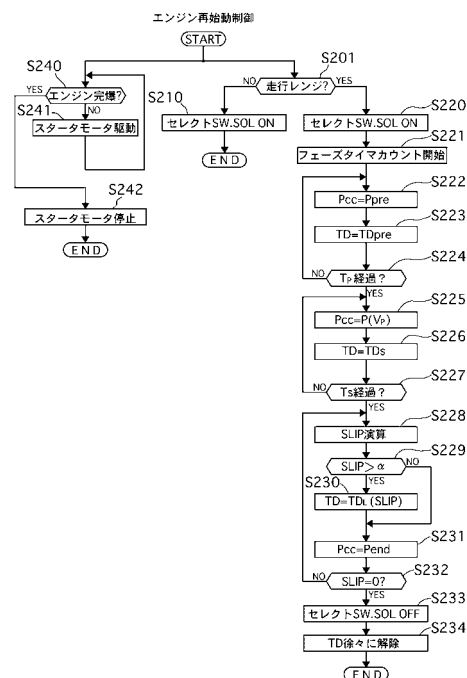 エンジン再始動制御
START
S240
エンジン完爆?
YES
NO
S241
スタータモータ駆動
S242
スタータモータ停止
END
S201
走行レンジ?
NO
YES
S210
セレクトSW.SOL ON
END
S220
セレクトSW.SOL ON
S221
フェーズタイマカウント開始
S222
Pcc=Ppre
S223
TD=TDpre
S224
TP経過?
NO
YES
S225
Pcc=P(VP)
S226
TD=TDs
S227
Ts経過?
NO
YES
S228
SLIP演算
S229
SLIP>α
NO
YES
S230
TD=TDL(SLIP)
S231
Pcc=Pend
S232
SLIP=0?
NO
YES
S233
セレクトSW.SOL OFF
S234
TD徐々に解除
END